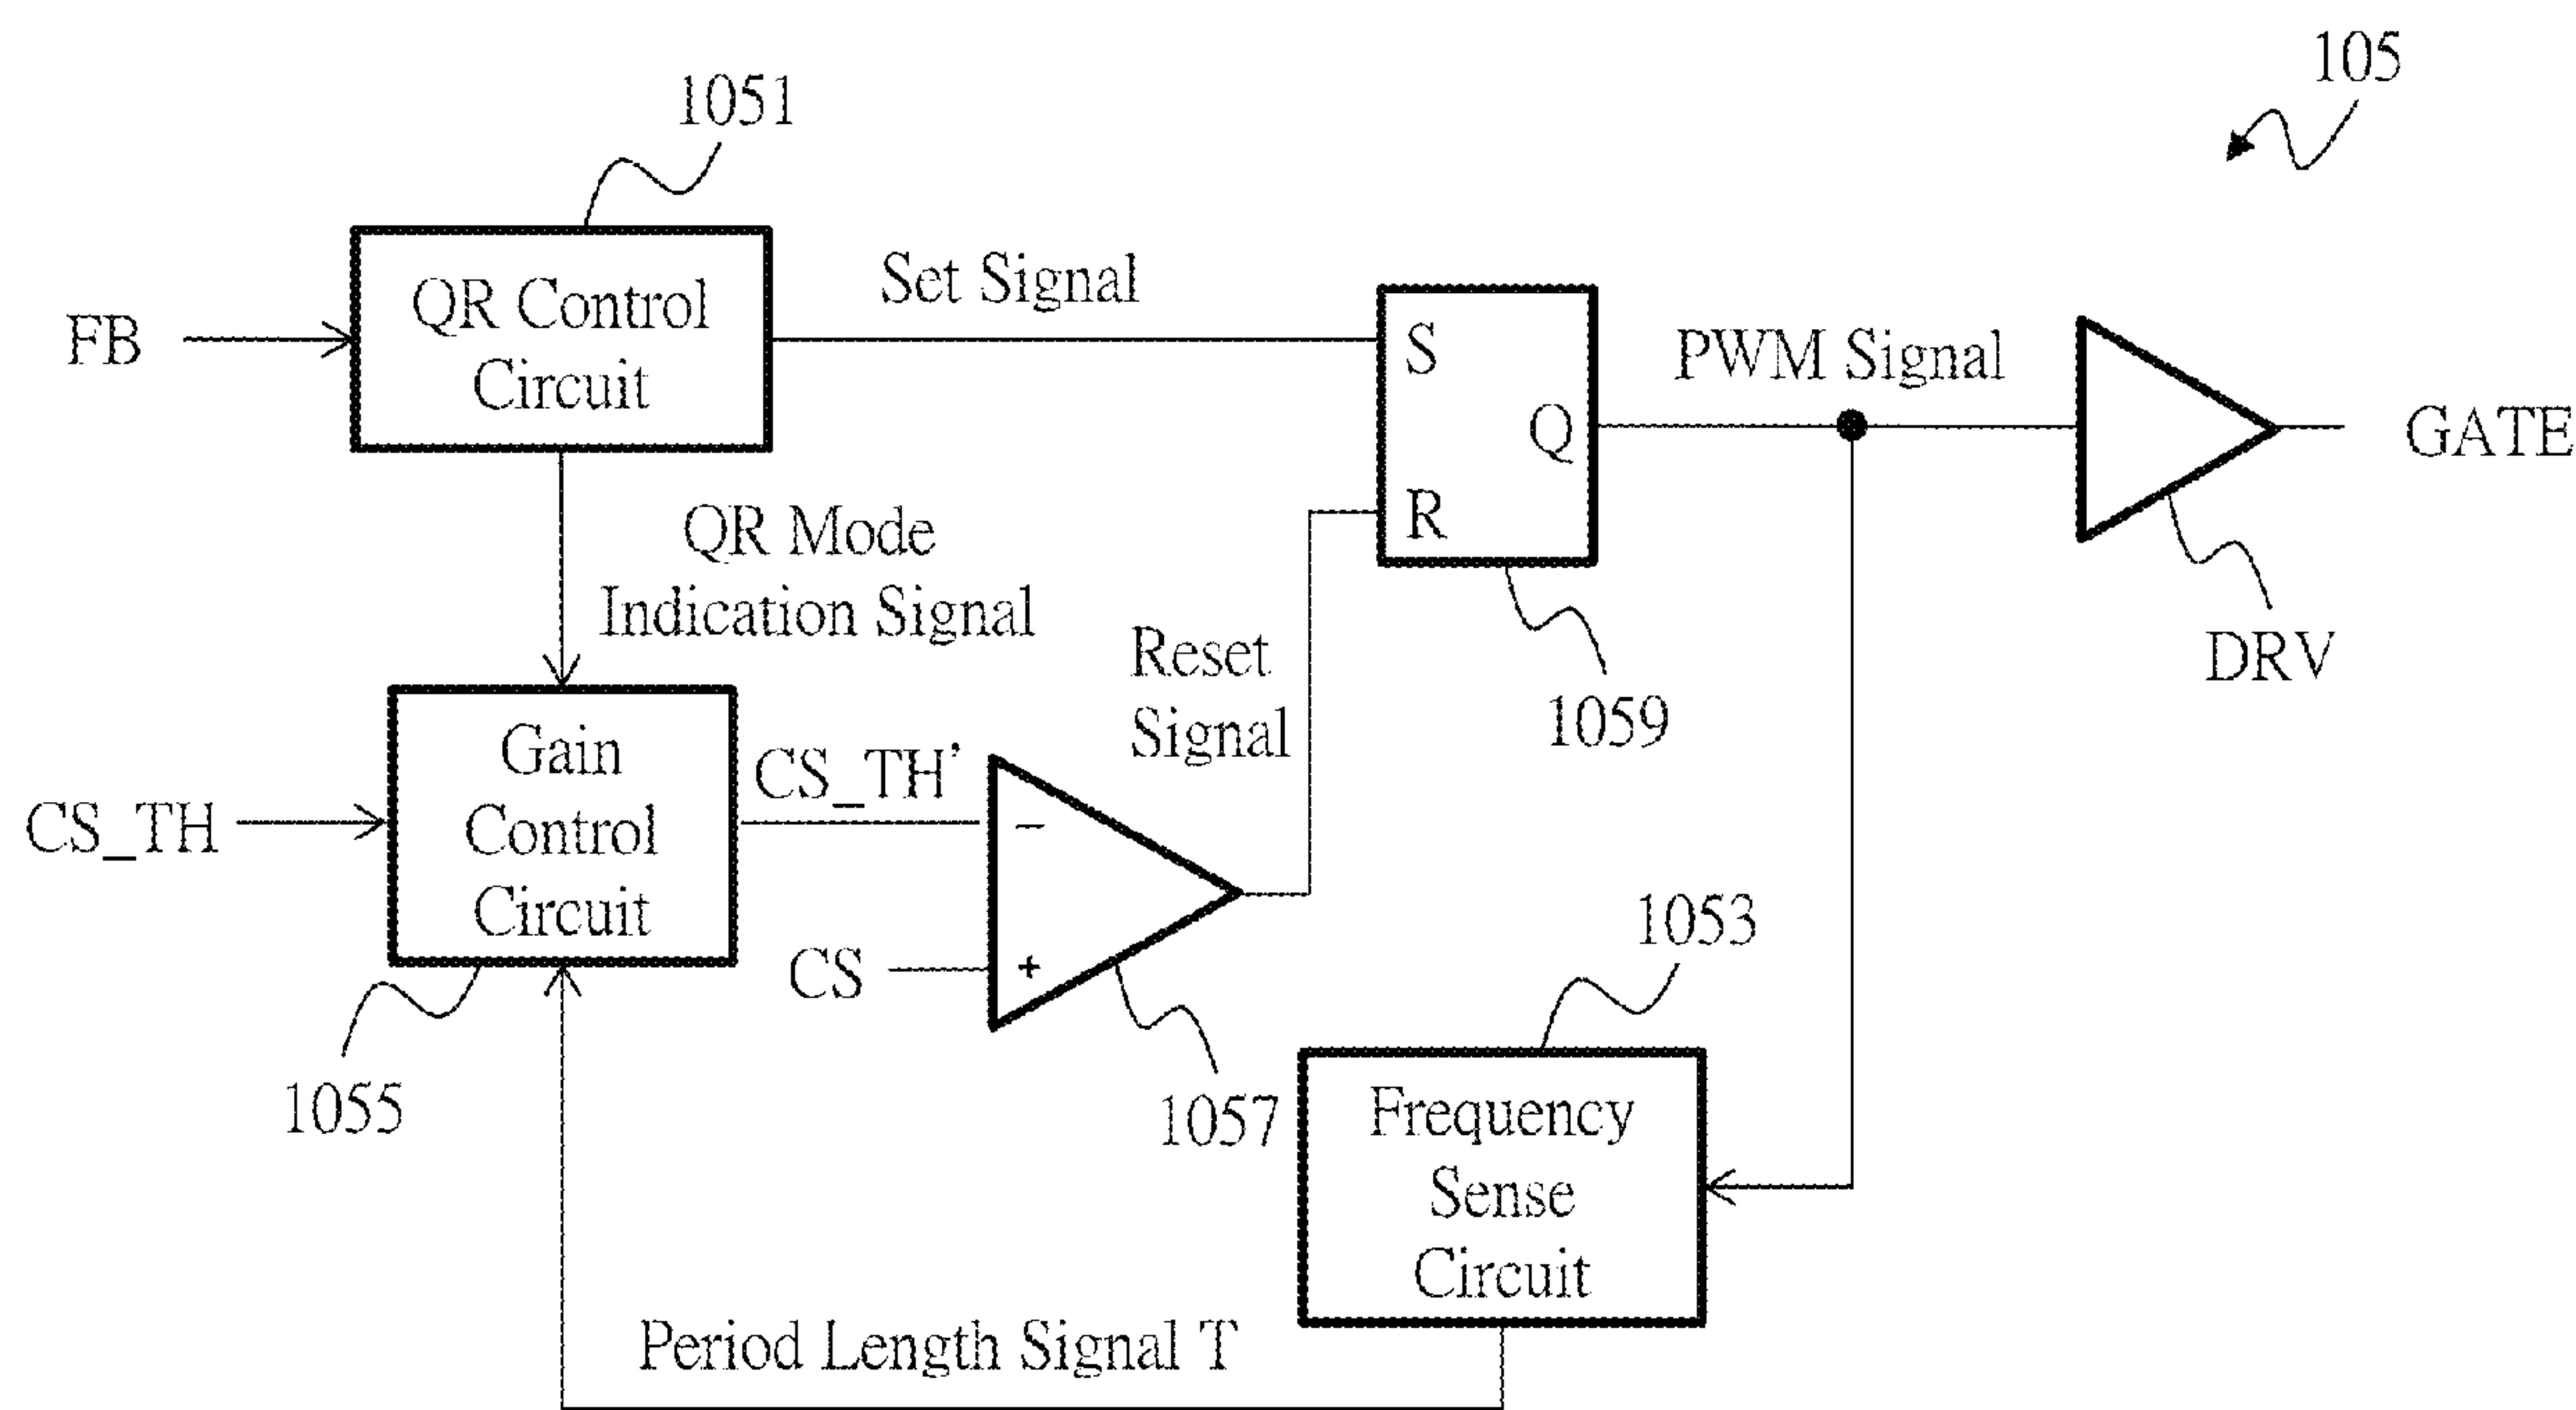 105
1051
QR Control
Circuit
Set Signal
FB
S
Q
R
PWM Signal
GATE
QR Mode
Indication Signal
DRV
Reset
Signal
1059
Gain
Control
Circuit
CS_TH
CS_TH’
−
+
CS
1055
1057
1053
Frequency
Sense
Circuit
Period Length Signal T